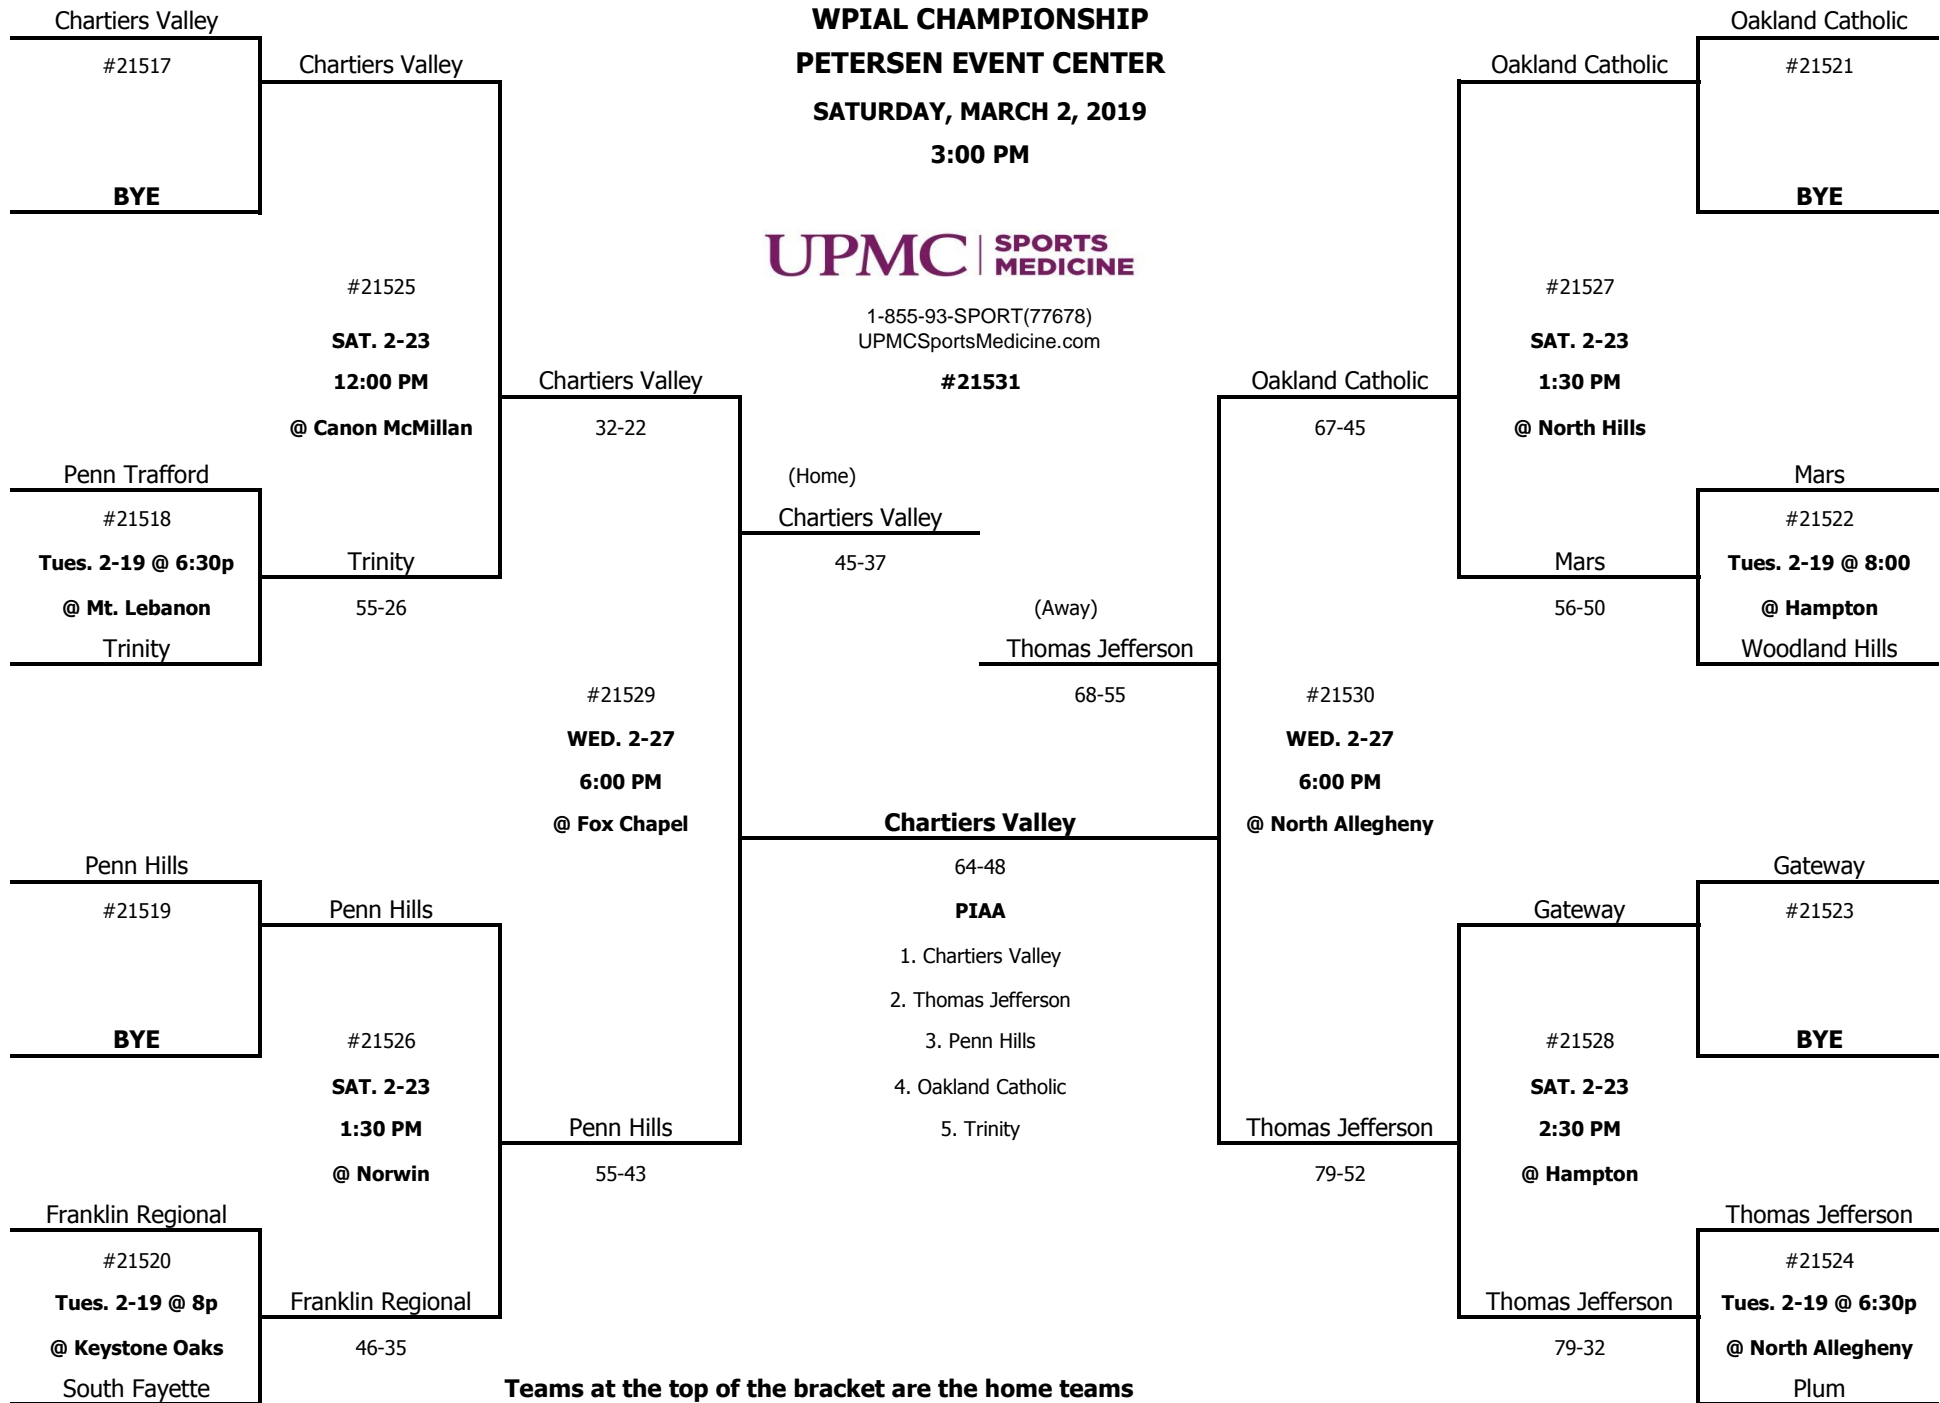 Chartiers Valley
#21517
BYE
Penn Trafford
#21518
Tues. 2-19 @ 6:30p
@ Mt. Lebanon
Trinity
Penn Hills
#21519
BYE
Franklin Regional
#21520
Tues. 2-19 @ 8p
@ Keystone Oaks
South Fayette
Chartiers Valley
#21525
SAT. 2-23
12:00 PM
@ Canon McMillan
Trinity
55-26
Penn Hills
#21526
SAT. 2-23
1:30 PM
@ Norwin
Franklin Regional
46-35
Chartiers Valley
32-22
#21529
WED. 2-27
6:00 PM
@ Fox Chapel
Penn Hills
55-43
WPIAL CHAMPIONSHIP
PETERSEN EVENT CENTER
SATURDAY, MARCH 2, 2019
3:00 PM
UPMC SPORTS
MEDICINE
1-855-93-SPORT(77678)
UPMCSportsMedicine.com
#21531
(Home)
Chartiers Valley
45-37
(Away)
Thomas Jefferson
68-55
Chartiers Valley
64-48
PIAA
1. Chartiers Valley
2. Thomas Jefferson
3. Penn Hills
4. Oakland Catholic
5. Trinity
Oakland Catholic
67-45
#21530
WED. 2-27
6:00 PM
@ North Allegheny
Thomas Jefferson
79-52
Oakland Catholic
#21527
SAT. 2-23
1:30 PM
@ North Hills
Mars
56-50
Gateway
#21528
SAT. 2-23
2:30 PM
@ Hampton
Thomas Jefferson
79-32
Oakland Catholic
#21521
BYE
Mars
#21522
Tues. 2-19 @ 8:00
@ Hampton
Woodland Hills
Gateway
#21523
BYE
Thomas Jefferson
#21524
Tues. 2-19 @ 6:30p
@ North Allegheny
Plum
Teams at the top of the bracket are the home teams